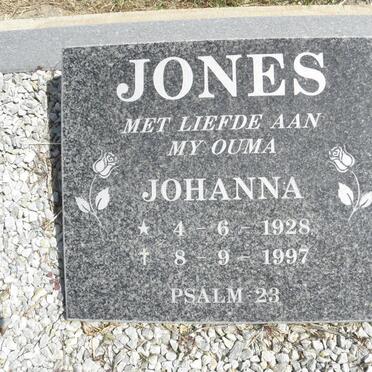 JONES
MET LIEFDE AAN
MY OUMA
JOHANNA
★ 4 - 6 - 1928
† 8 - 9 - 1997
PSALM 23